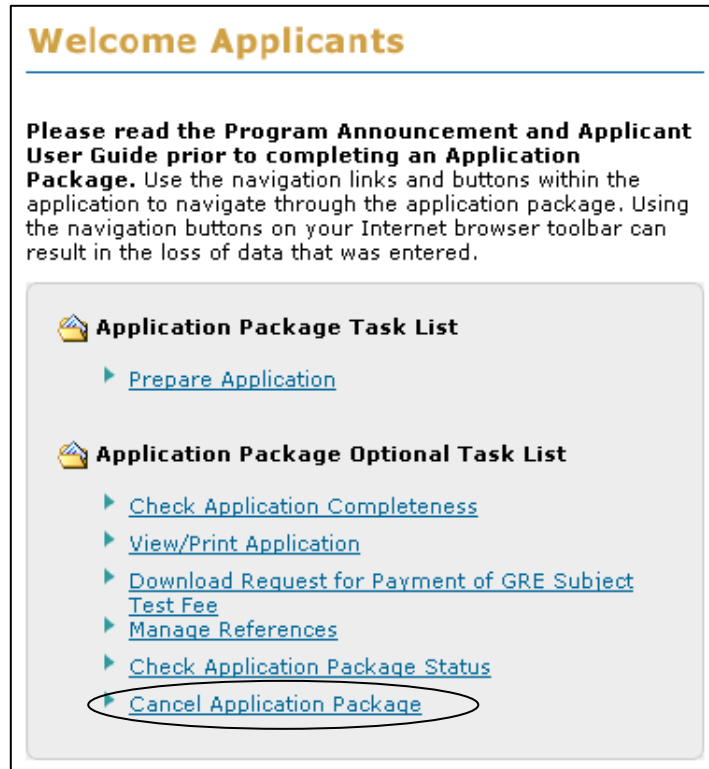 Welcome Applicants
Please read the Program Announcement and Applicant
User Guide prior to completing an Application
Package. Use the navigation links and buttons within the
application to navigate through the application package. Using
the navigation buttons on your Internet browser toolbar can
result in the loss of data that was entered.
Application Package Task List
Prepare Application
Application Package Optional Task List
Check Application Completeness
View/Print Application
Download Request for Payment of GRE Subject
Test Fee
Manage References
Check Application Package Status
Cancel Application Package